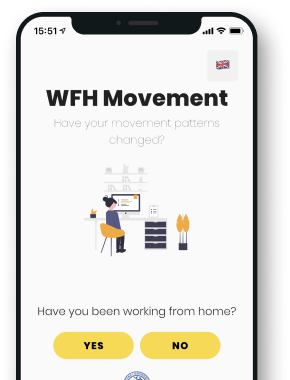 15:51
WFH Movement
Have your movement patterns
changed?
Have you been working from home?
YES
NO